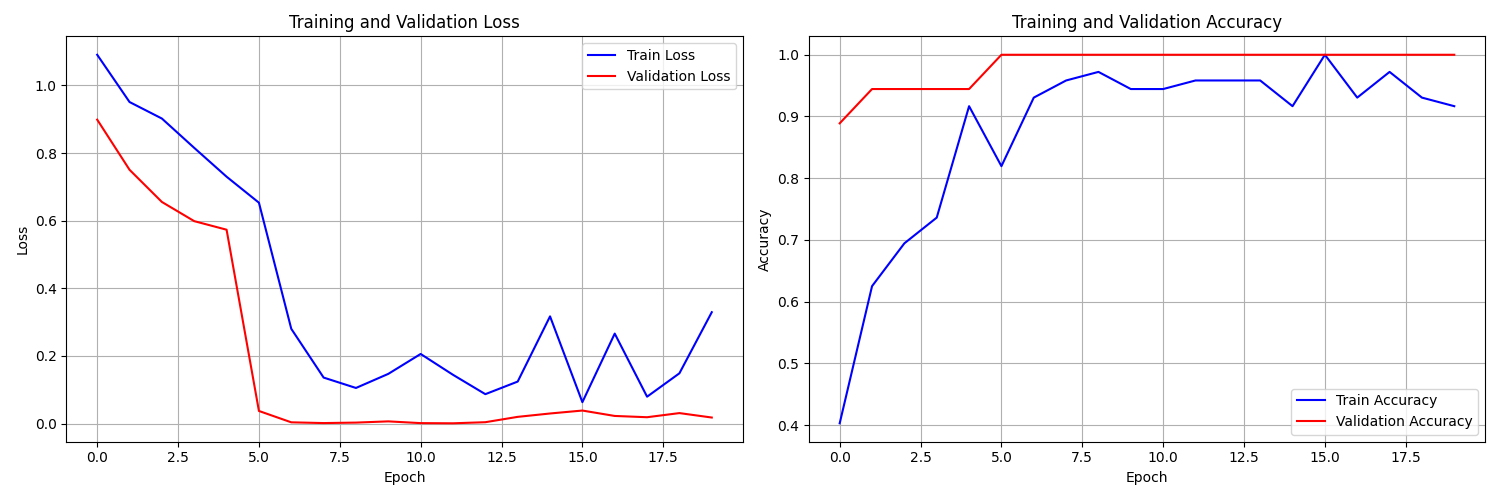 Training and Validation Loss
Train Loss
Validation Loss
1.0
0.8
0.6
0.4
0.2
0.0
Loss
0.0 2.5 5.0 7.5 10.0 12.5 15.0 17.5
Epoch
Training and Validation Accuracy
1.0
0.9
0.8
0.7
0.6
0.5
0.4
Accuracy
Train Accuracy
Validation Accuracy
0.0 2.5 5.0 7.5 10.0 12.5 15.0 17.5
Epoch